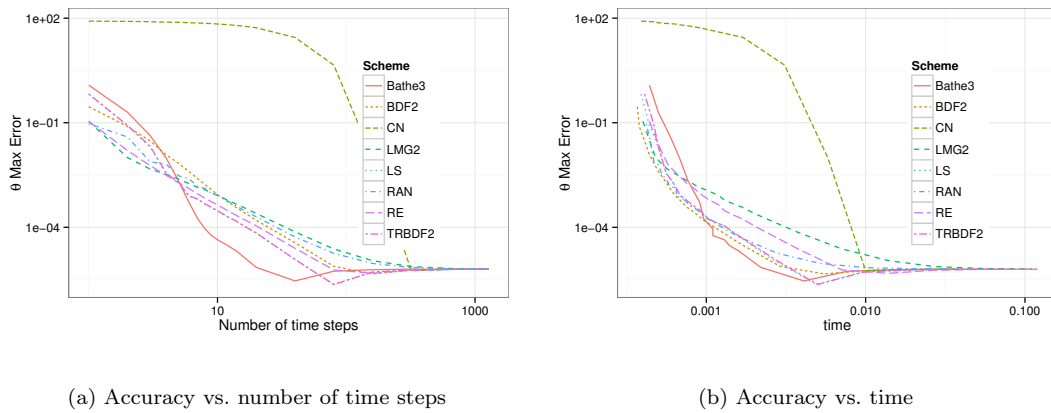 1e+02
1e−01
1e−04
θ Max Error
10
1000
Number of time steps
Scheme
Bathe3
BDF2
CN
LMG2
LS
RAN
RE
TRBDF2
(a) Accuracy vs. number of time steps
1e+02
1e−01
1e−04
θ Max Error
0.001
0.010
0.100
time
Scheme
Bathe3
BDF2
CN
LMG2
LS
RAN
RE
TRBDF2
(b) Accuracy vs. time